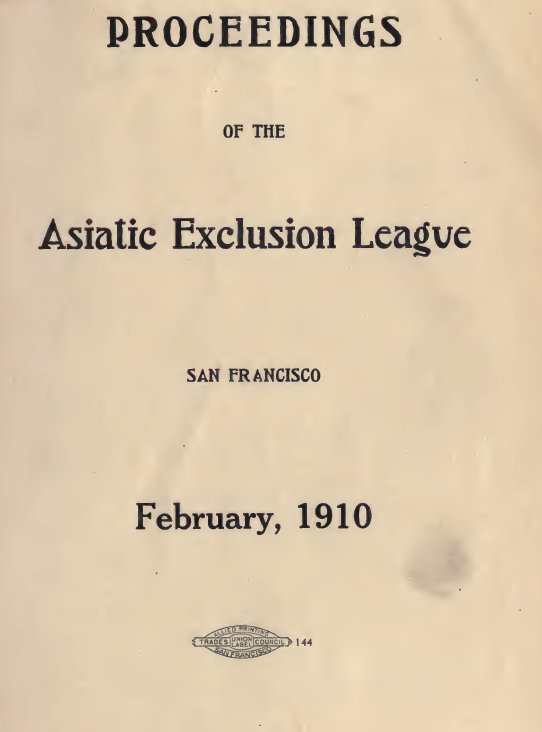 PROCEEDINGS
OF THE
Asiatic Exclusion League
SAN FRANCISCO
February, 1910
ALLIED PRINTING
TRADES UNION LABEL COUNCIL 144
SAN FRANCISCO